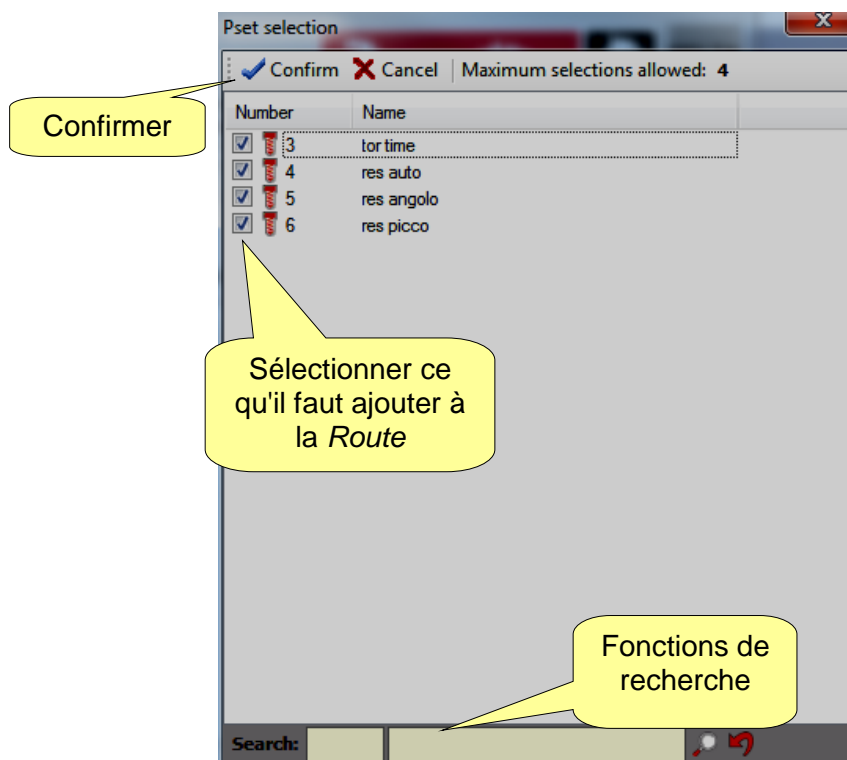 Pset selection
x
Confirm Cancel Maximum selections allowed: 4
Confirmer
Number Name
3 tor time
4 res auto
5 res angolo
6 res picco
Sélectionner ce
qu'il faut ajouter à
la Route
Fonctions de
recherche
Search: